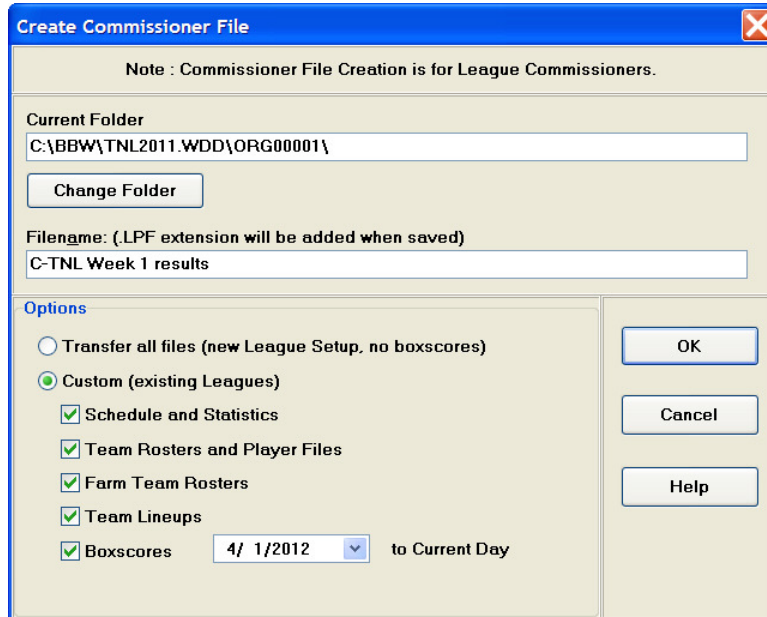 Create Commissioner File
Note : Commissioner File Creation is for League Commissioners.
Current Folder
C:\BBW\TNL2011.WDD\ORG00001\
Change Folder
Filename: (.LPF extension will be added when saved)
C-TNL Week 1 results
Options
Transfer all files (new League Setup, no boxscores)
OK
Custom (existing Leagues)
Schedule and Statistics
Cancel
Team Rosters and Player Files
Farm Team Rosters
Help
Team Lineups
Boxscores 4/ 1/2012 to Current Day